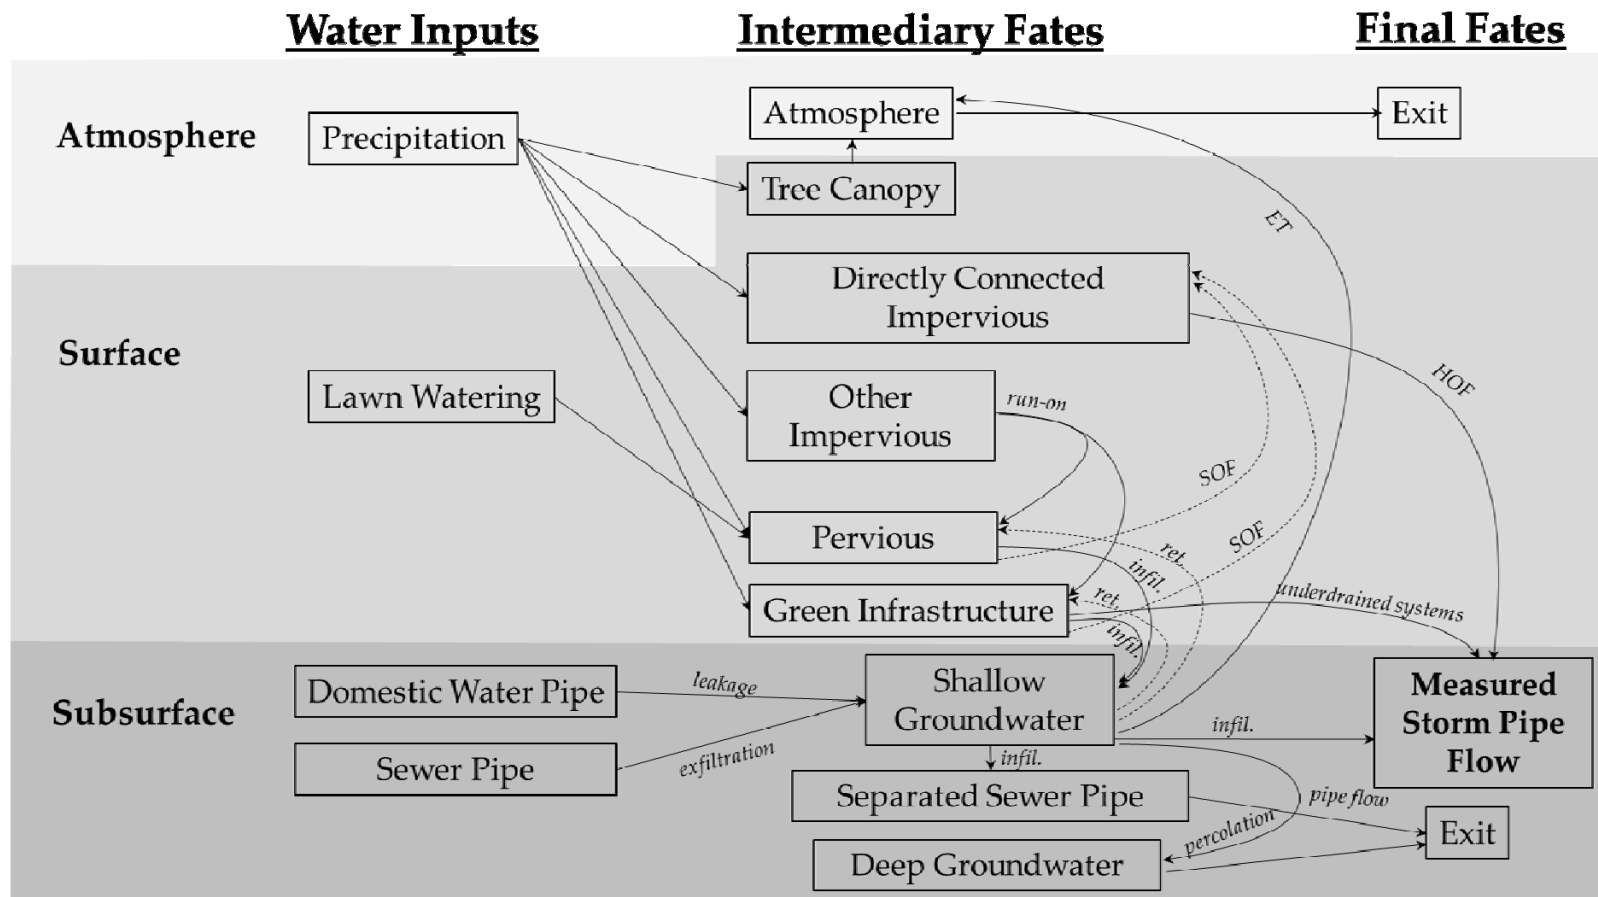 Water Inputs
Intermediary Fates
Final Fates
Atmosphere
Precipitation
Atmosphere
Exit
Tree Canopy
ET
Directly Connected
Impervious
Surface
HOF
Lawn Watering
Other
Impervious
run-on
SOF
SOF
Pervious
ret.
infil.
Green Infrastructure
ret.
infil.
underdrained systems
Subsurface
Domestic Water Pipe
leakage
Shallow
Groundwater
Measured
Storm Pipe
Flow
infil.
Sewer Pipe
exfiltration
infil.
Separated Sewer Pipe
pipe flow
percolation
Exit
Deep Groundwater